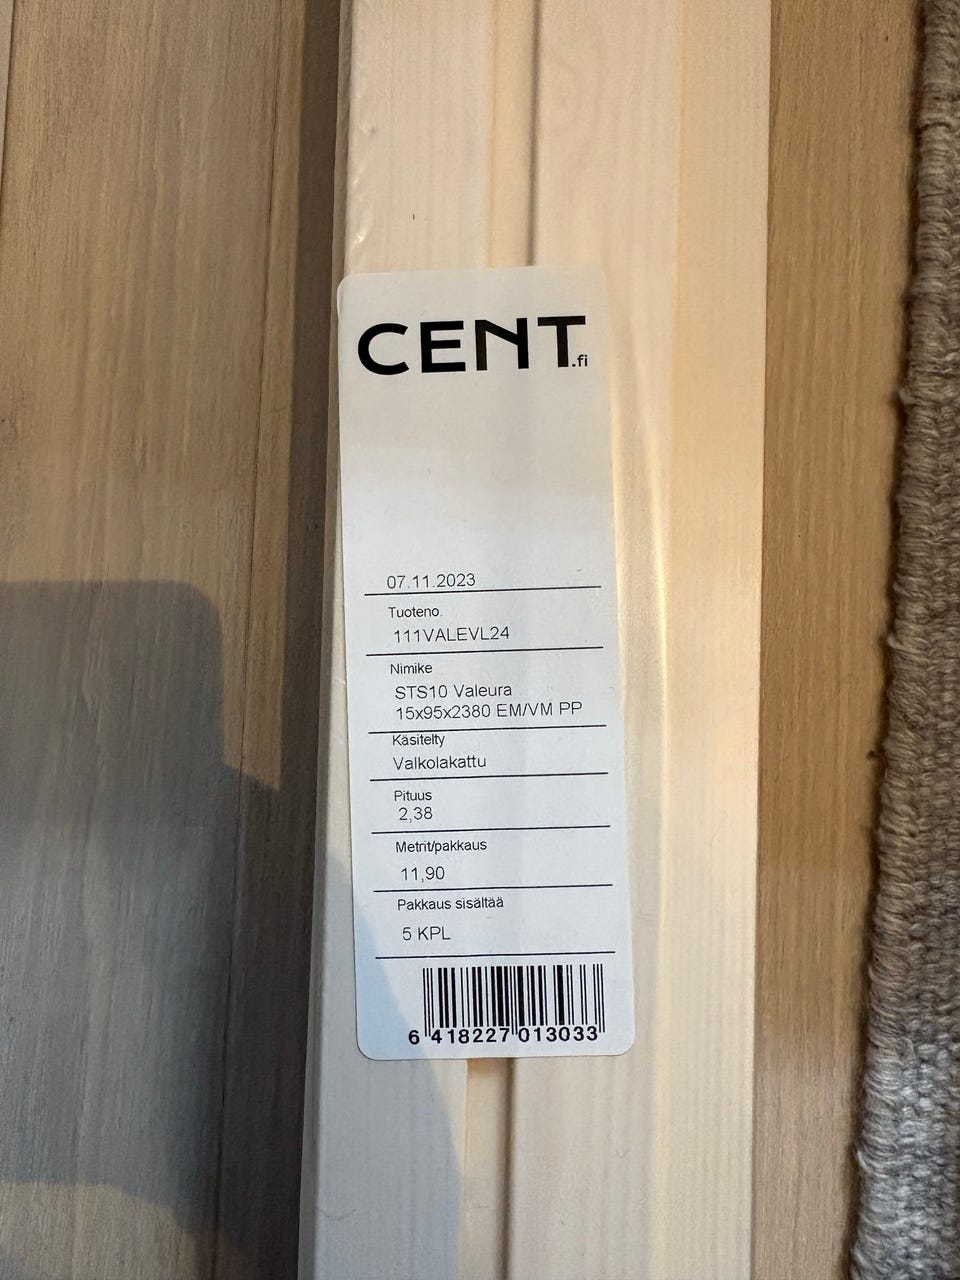 CENT.fi
07.11.2023
Tuoteno.
111VALEVL24
Nimike
STS10 Valeura
15x95x2380 EM/VM PP
Käsitelty
Valkolakattu
Pituus
2,38
Metrit/pakkaus
11,90
Pakkaus sisältää
5 KPL
6 418227 013033